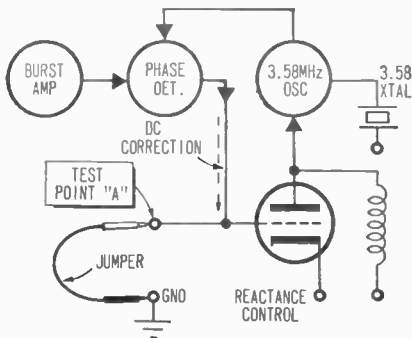 BURST
AMP
PHASE
DET.
3.58MHz
OSC
3.58
XTAL
DC
CORRECTION
TEST
POINT "A"
JUMPER
GND
REACTANCE
CONTROL